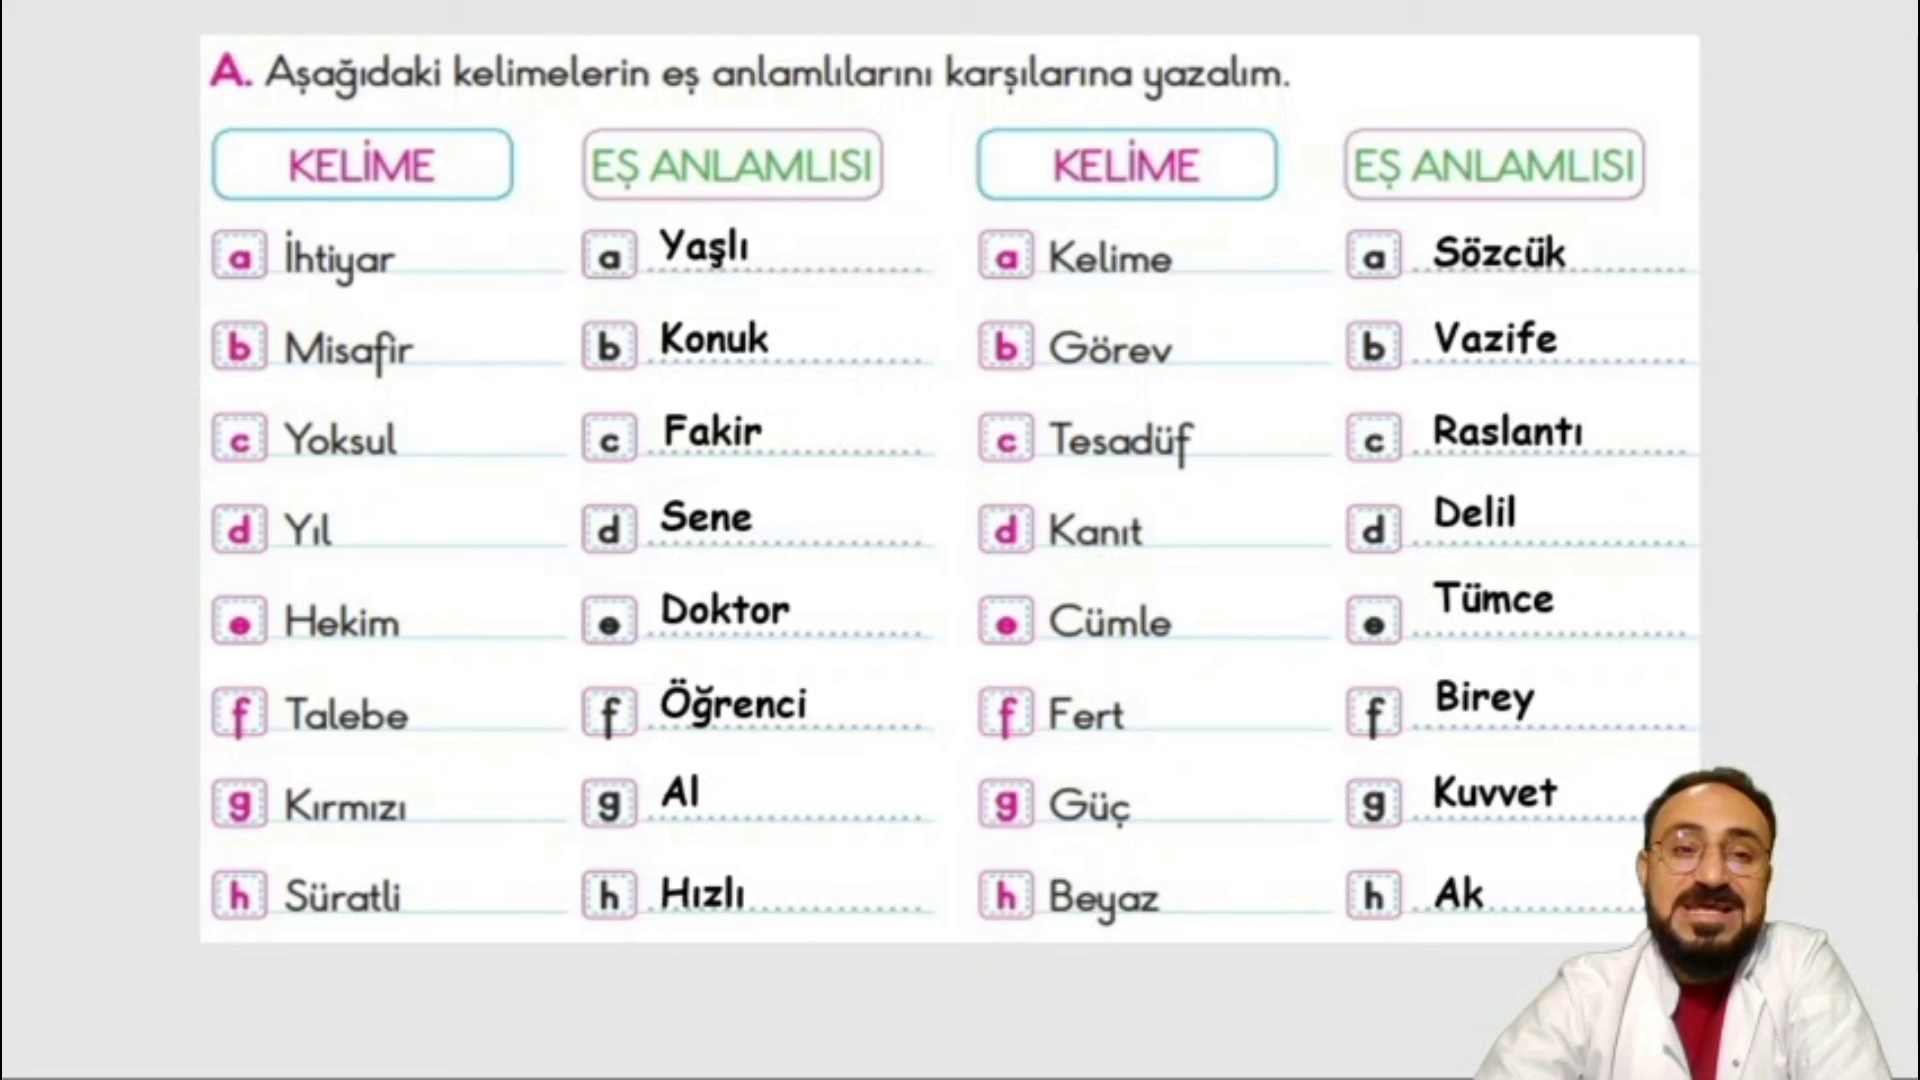 A. Aşağıdaki kelimelerin eş anlamlılarını karşılarına yazalım.
KELİME EŞ ANLAMLISI KELİME EŞ ANLAMLISI
a İhtiyar a Yaşlı a Kelime a Sözcük
b Misafir b Konuk b Görev b Vazife
c Yoksul c Fakir c Tesadüf c Raslantı
d Yıl d Sene d Kanıt d Delil
e Hekim e Doktor e Cümle e Tümce
f Talebe f Öğrenci f Fert f Birey
g Kırmızı g Al g Güç g Kuvvet
h Süratli h Hızlı h Beyaz h Ak